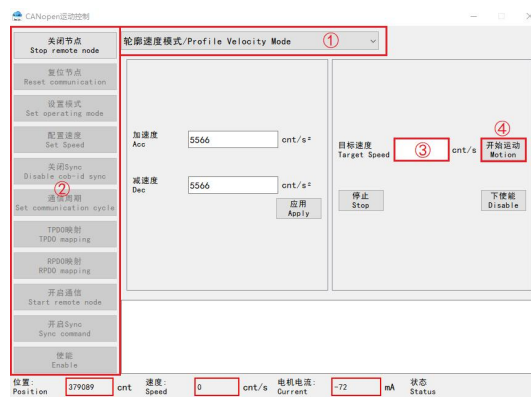 CANopen运动控制
关闭节点
Stop remote node
复位节点
Reset communication
设置模式
Set operating mode
配置速度
Set Speed
关闭Sync
Disable cob-id sync
②
通信周期
Set communication cycle
TPDO映射
TPDO mapping
RPDO映射
RPDO mapping
开启通信
Start remote node
开启Sync
Sync command
使能
Enable
轮廓速度模式/Profile Velocity Mode ①
加速度
Acc 5566 cnt/s²
减速度
Dec 5566 cnt/s²
应用
Apply
④
目标速度
Target Speed ③ cnt/s
开始运动
Motion
停止
Stop
下使能
Disable
位置:
Position 379089 cnt
速度:
Speed 0 cnt/s
电机电流:
Current -72 mA
状态
Status